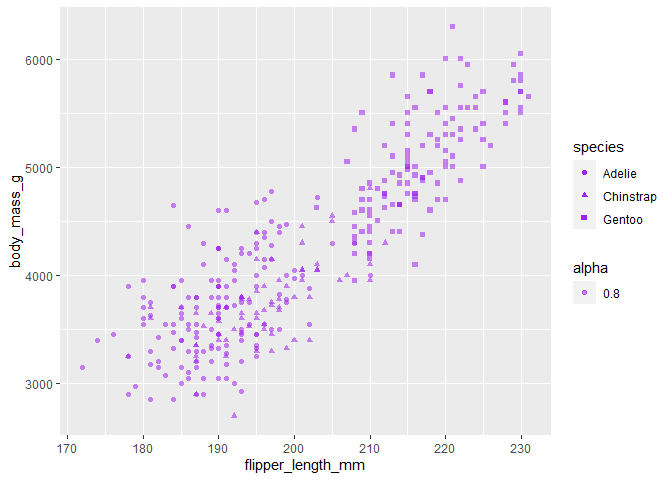 6000
5000
4000
3000
body_mass_g
170
180
190
200
210
220
230
flipper_length_mm
species
Adelie
Chinstrap
Gentoo
alpha
0.8